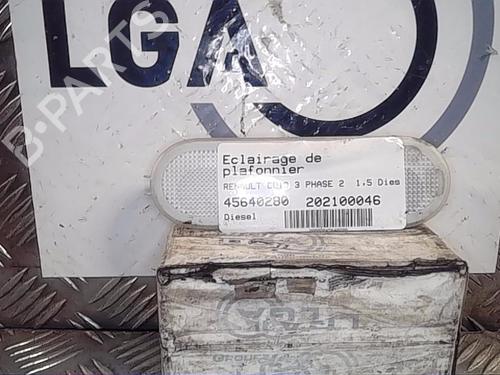 LGA
B-PARTS
Eclairage de
plafonnier
RENAULT CLIO 3 PHASE 2 1.5 Dies
45640280 202100046
Diesel